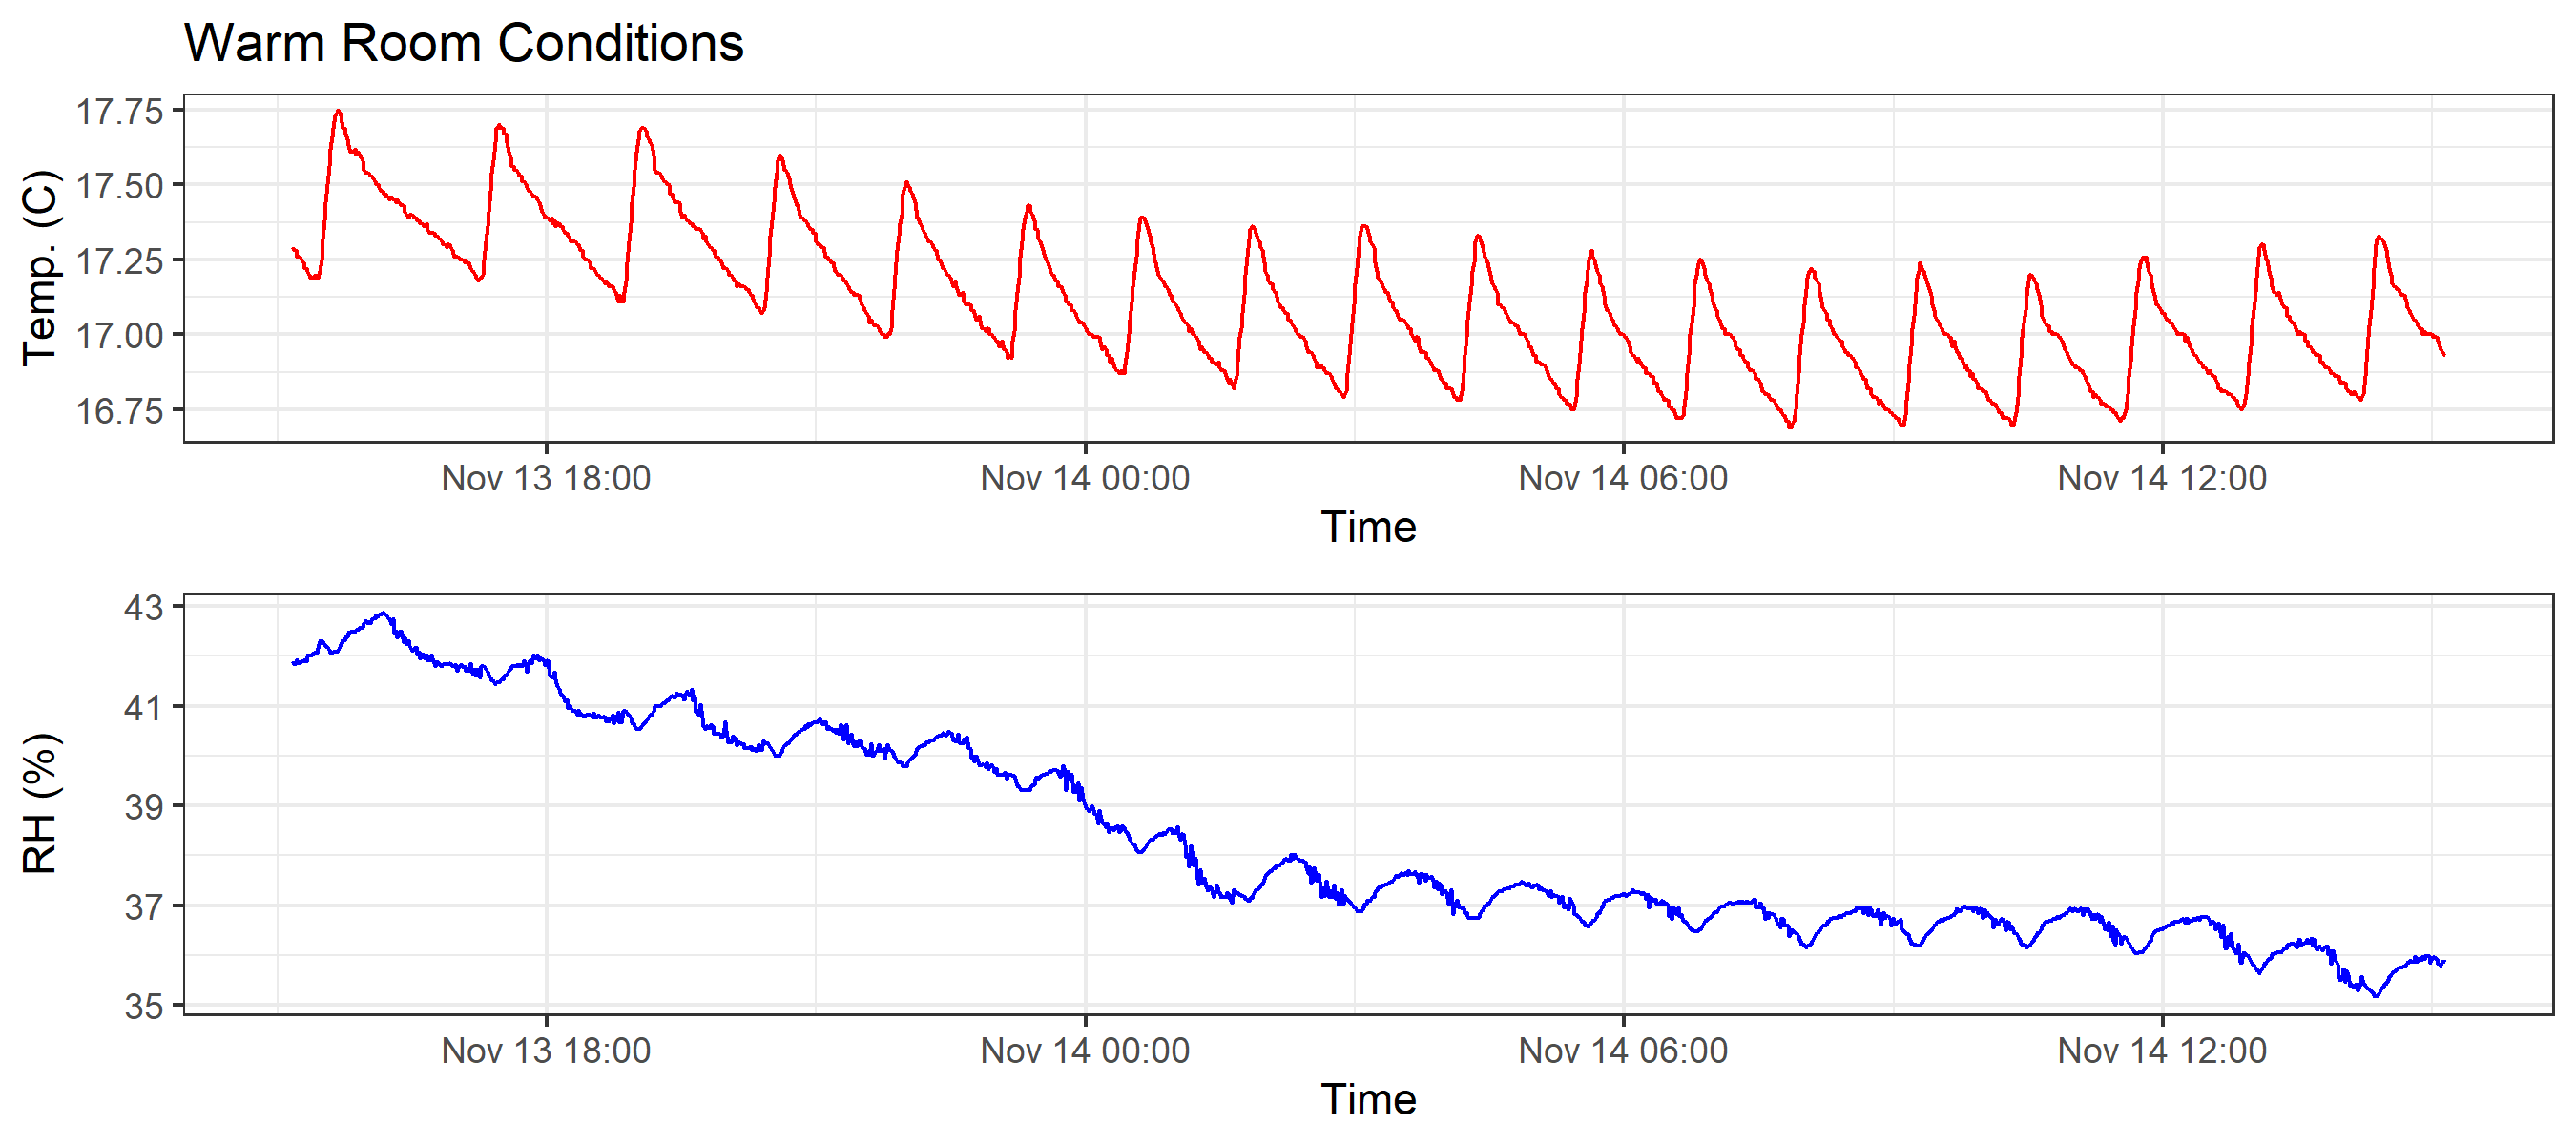 Warm Room Conditions
Temp. (C)
17.75
17.50
17.25
17.00
16.75
Nov 13 18:00 Nov 14 00:00 Nov 14 06:00 Nov 14 12:00
Time
RH (%)
43
41
39
37
35
Nov 13 18:00 Nov 14 00:00 Nov 14 06:00 Nov 14 12:00
Time